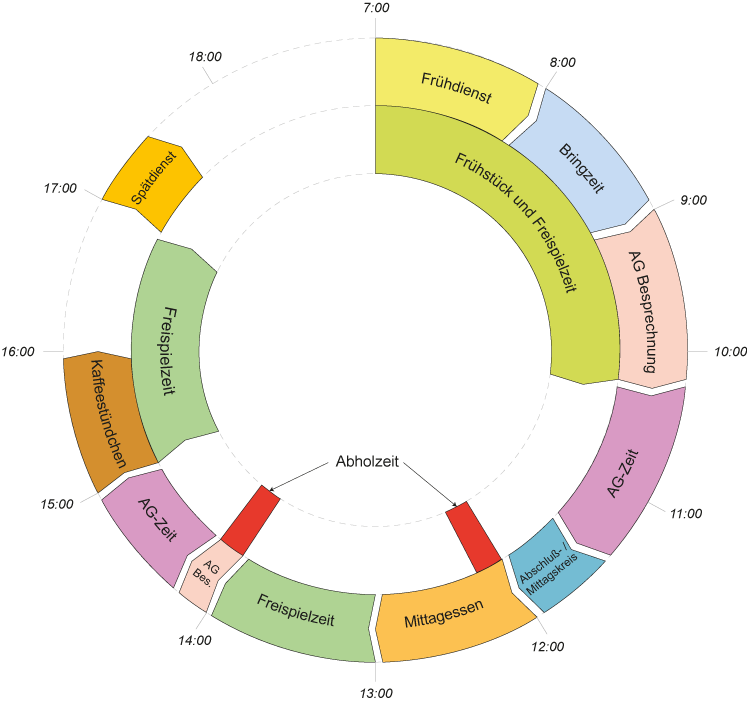 7:00
8:00
9:00
10:00
11:00
12:00
13:00
14:00
15:00
16:00
17:00
18:00
Frühdienst
Bringzeit
Frühstück und Freispielzeit
AG Besprechnung
AG-Zeit
Abschluß- /
Mittagskreis
Mittagessen
Abholzeit
Freispielzeit
AG
Bes.
AG-Zeit
Kaffeestündchen
Freispielzeit
Spätdienst